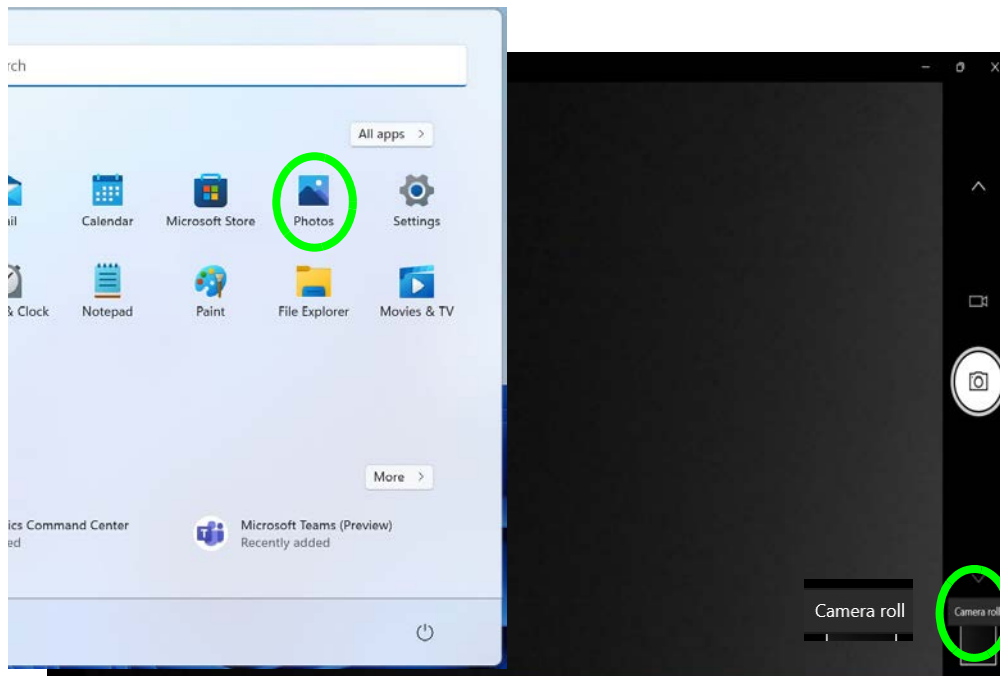 rch
All apps
il
Calendar
Microsoft Store
Photos
Settings
& Clock
Notepad
Paint
File Explorer
Movies & TV
More
ics Command Center
ed
Microsoft Teams (Preview)
Recently added
Camera roll
Camera roll